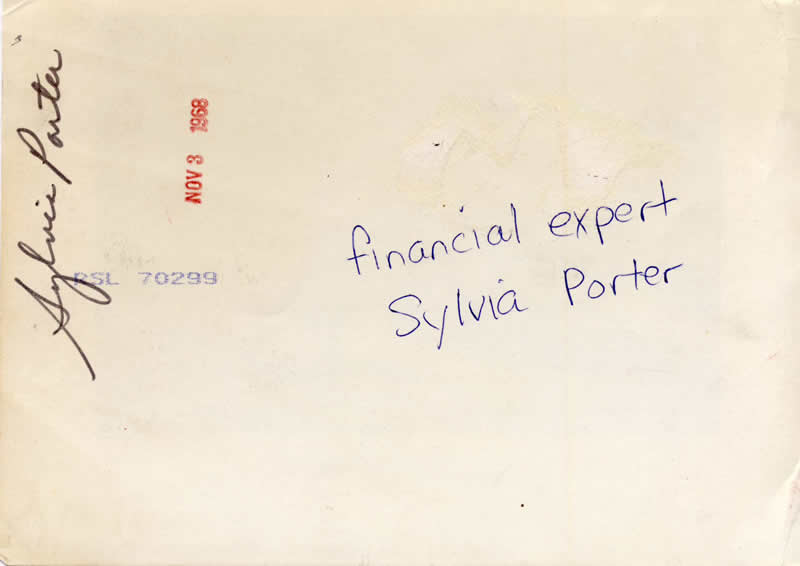 Sylvia Porter
NOV 3 1968
RSL 70299
financial expert
Sylvia Porter